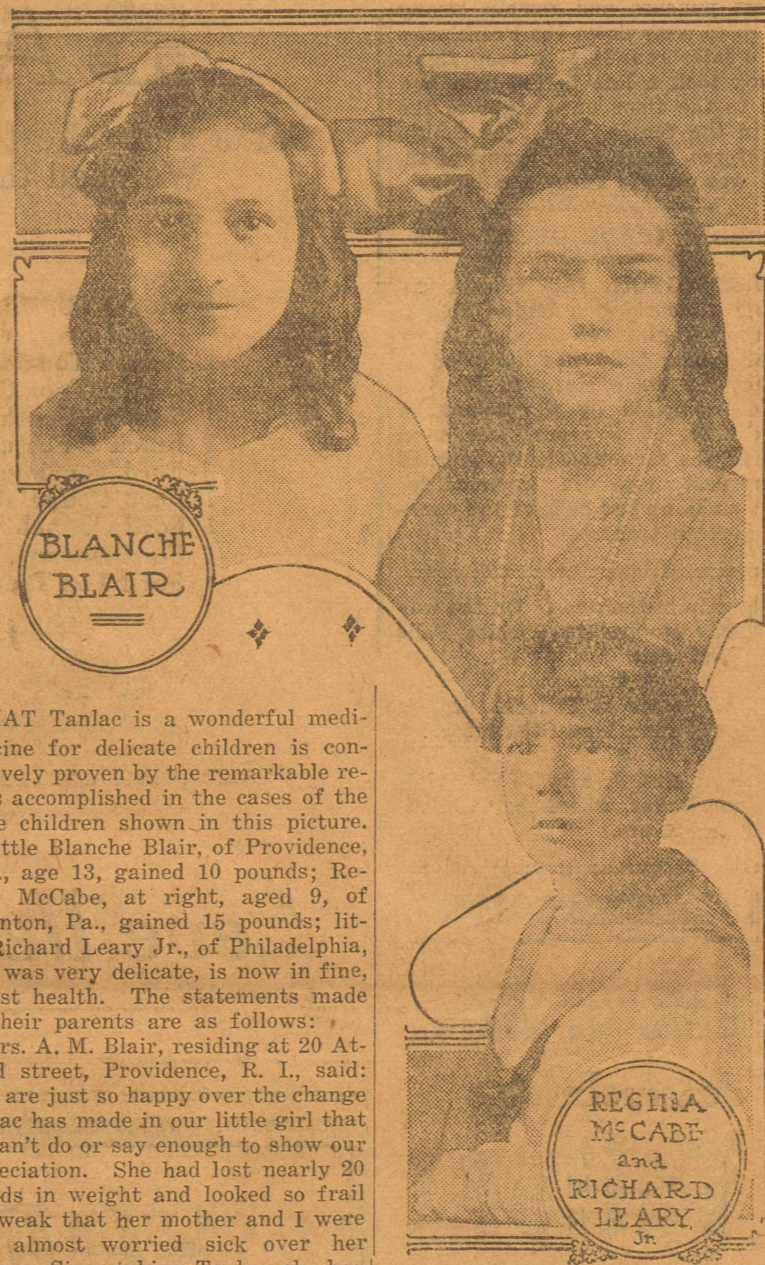 BLANCHE
BLAIR
AT Tanlac is a wonderful medi-
cine for delicate children is con-
vely proven by the remarkable re-
s accomplished in the cases of the
e children shown in this picture.
ttle Blanche Blair, of Providence,
., age 13, gained 10 pounds; Re-
McCabe, at right, aged 9, of
nton, Pa., gained 15 pounds; lit-
Richard Leary Jr., of Philadelphia,
was very delicate, is now in fine,
st health. The statements made
their parents are as follows:
rs. A. M. Blair, residing at 20 At-
l street, Providence, R. I., said:
are just so happy over the change
ac has made in our little girl that
an't do or say enough to show our
eciation. She had lost nearly 20
ds in weight and looked so frail
weak that her mother and I were
almost worried sick over her
REGINA
McCABE
and
RICHARD
LEARY
Jr.